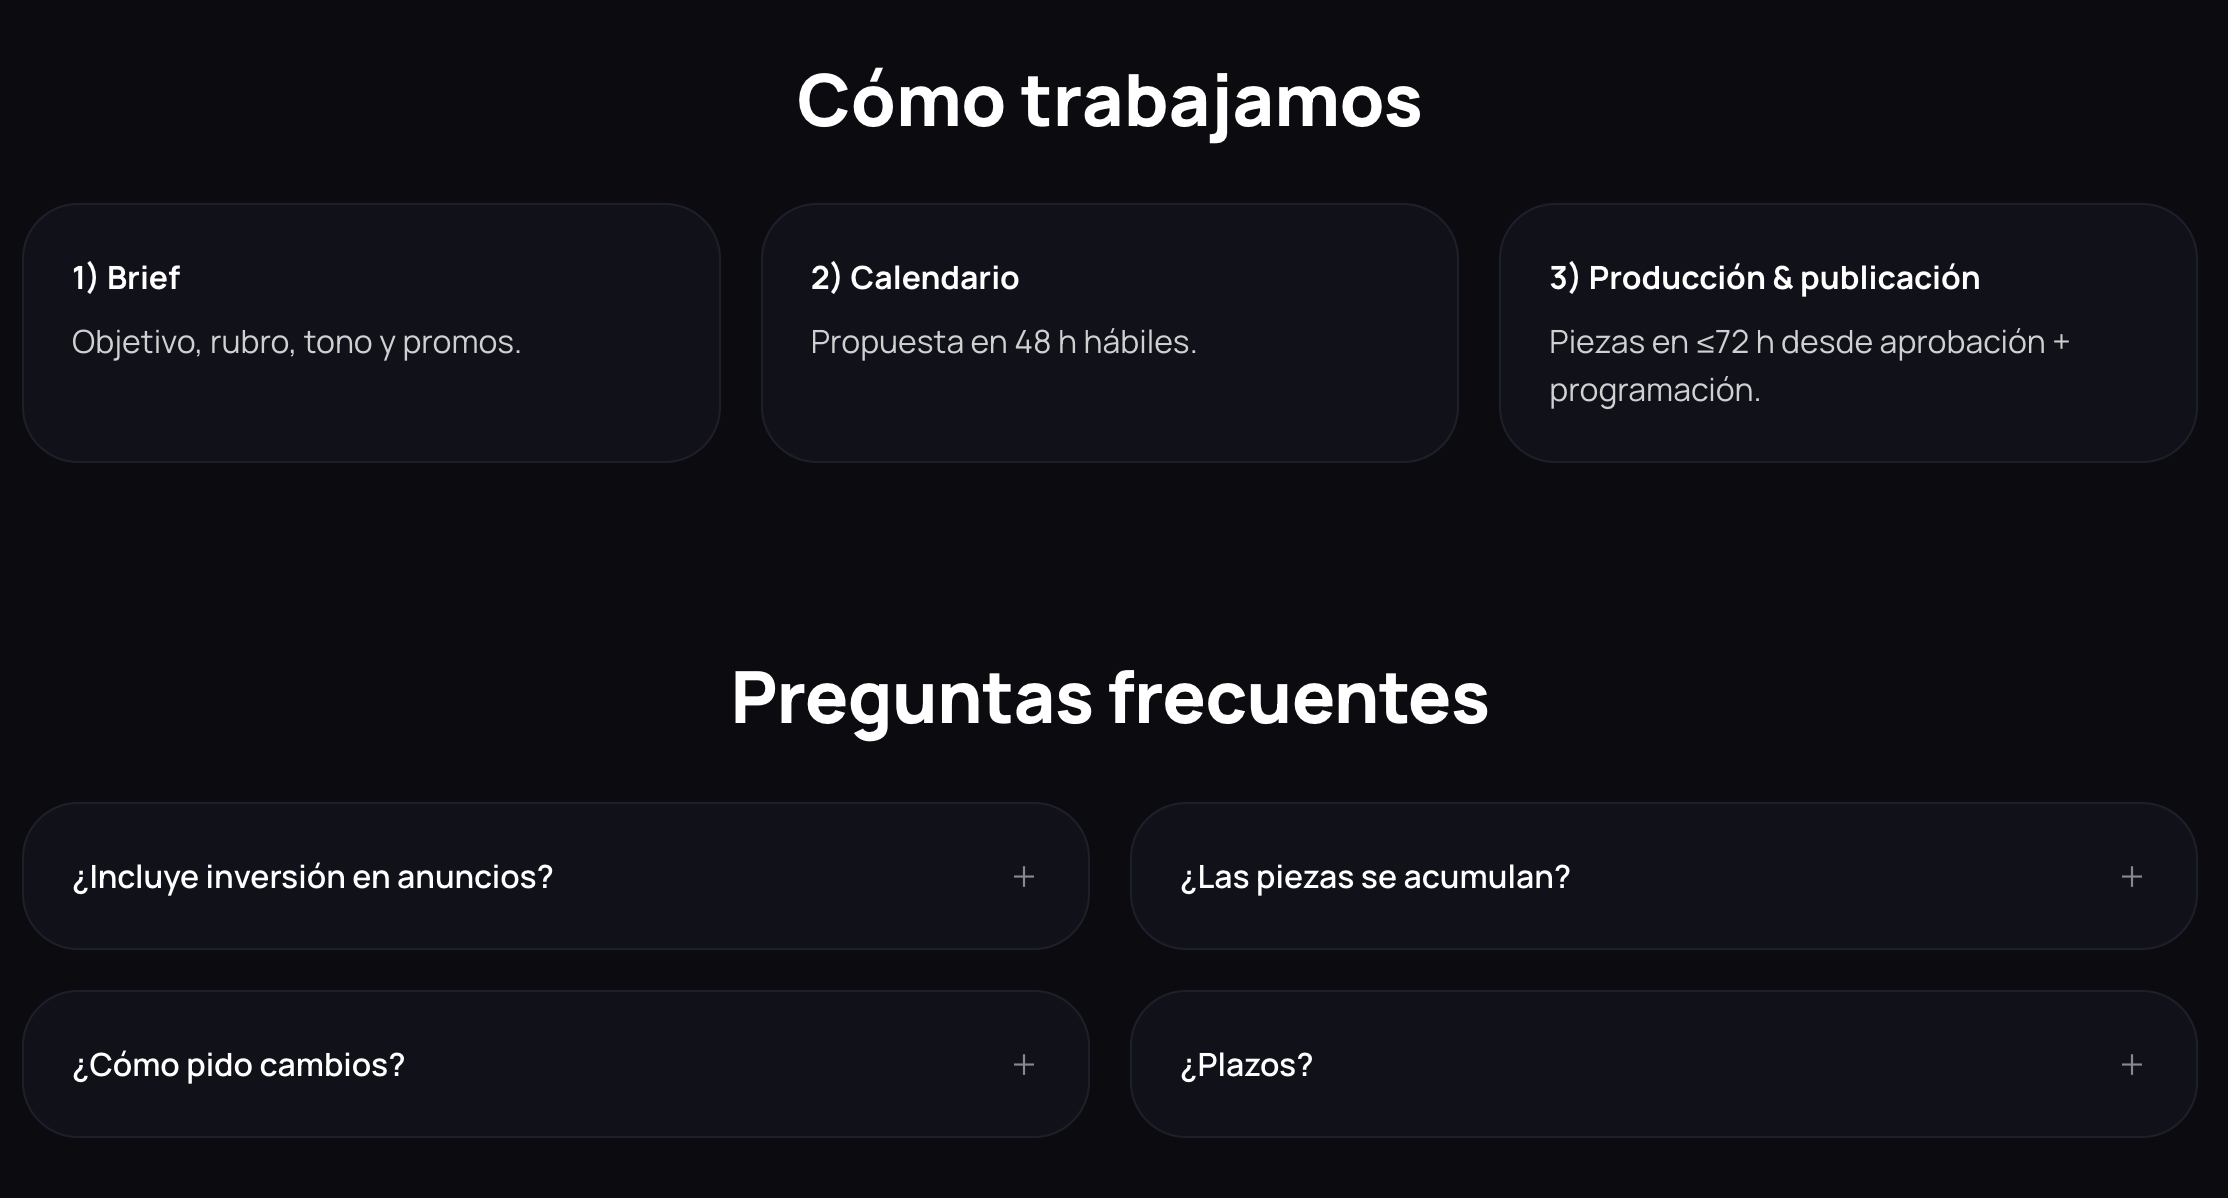 Cómo trabajamos
1) Brief
Objetivo, rubro, tono y promos.
2) Calendario
Propuesta en 48 h hábiles.
3) Producción & publicación
Piezas en ≤72 h desde aprobación +
programación.
Preguntas frecuentes
¿Incluye inversión en anuncios? +
¿Las piezas se acumulan? +
¿Cómo pido cambios? +
¿Plazos? +